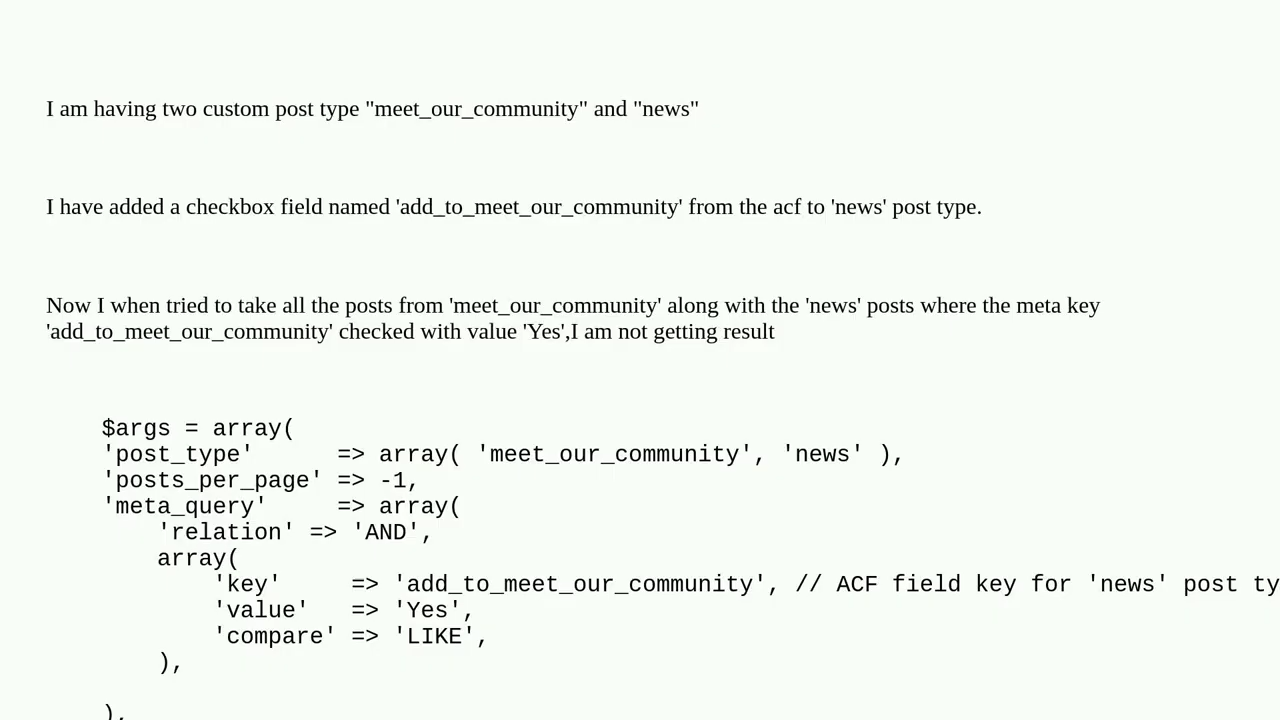 I am having two custom post type "meet_our_community" and "news"
I have added a checkbox field named 'add_to_meet_our_community' from the acf to 'news' post type.
Now I when tried to take all the posts from 'meet_our_community' along with the 'news' posts where the meta key
'add_to_meet_our_community' checked with value 'Yes',I am not getting result
$args = array(
'post_type'      => array( 'meet_our_community', 'news' ),
'posts_per_page' => -1,
'meta_query'     => array(
    'relation' => 'AND',
    array(
        'key'     => 'add_to_meet_our_community', // ACF field key for 'news' post ty
        'value'   => 'Yes',
        'compare' => 'LIKE',
    ),
),